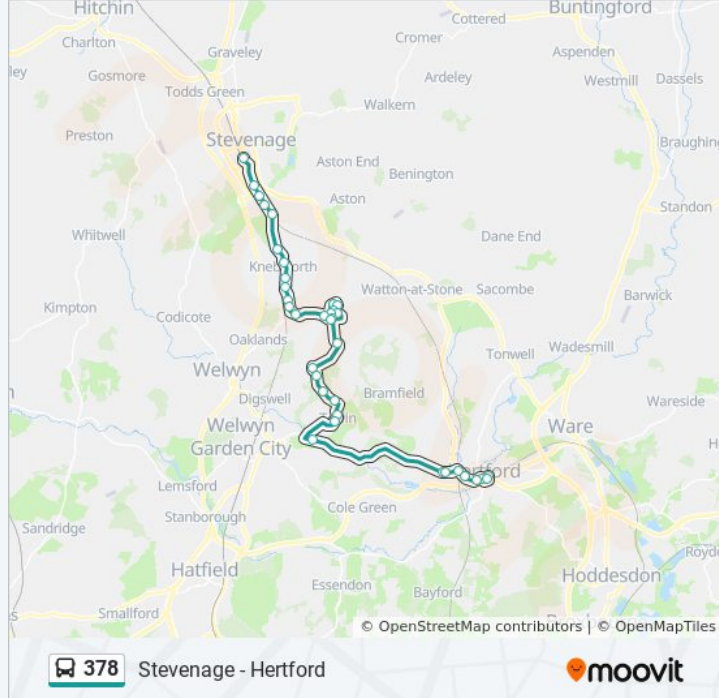 Hitchin
Buntingford
Cottered
Charlton
Graveley
Cromer
Aspenden
ley
Gosmore
Ardeley
Westmill
Dassels
Todds Green
Walkern
Preston
Stevenage
Braughing
Aston End
Benington
Aston
Standon
Whitwell
Dane End
Knebworth
Watton-at-Stone
Sacombe
Barwick
Kimpton
Codicote
Oaklands
Tonwell
Wadesmill
Welwyn
Digswell
Bramfield
Wareside
Welwyn
Garden City
Ware
Hertford
Lemsford
Cole Green
Stanborough
Sandridge
Roydo
Hatfield
Essendon
Bayford
Hoddesdon
Smallford
© OpenStreetMap contributors | © OpenMapTiles
378 Stevenage - Hertford
moovit